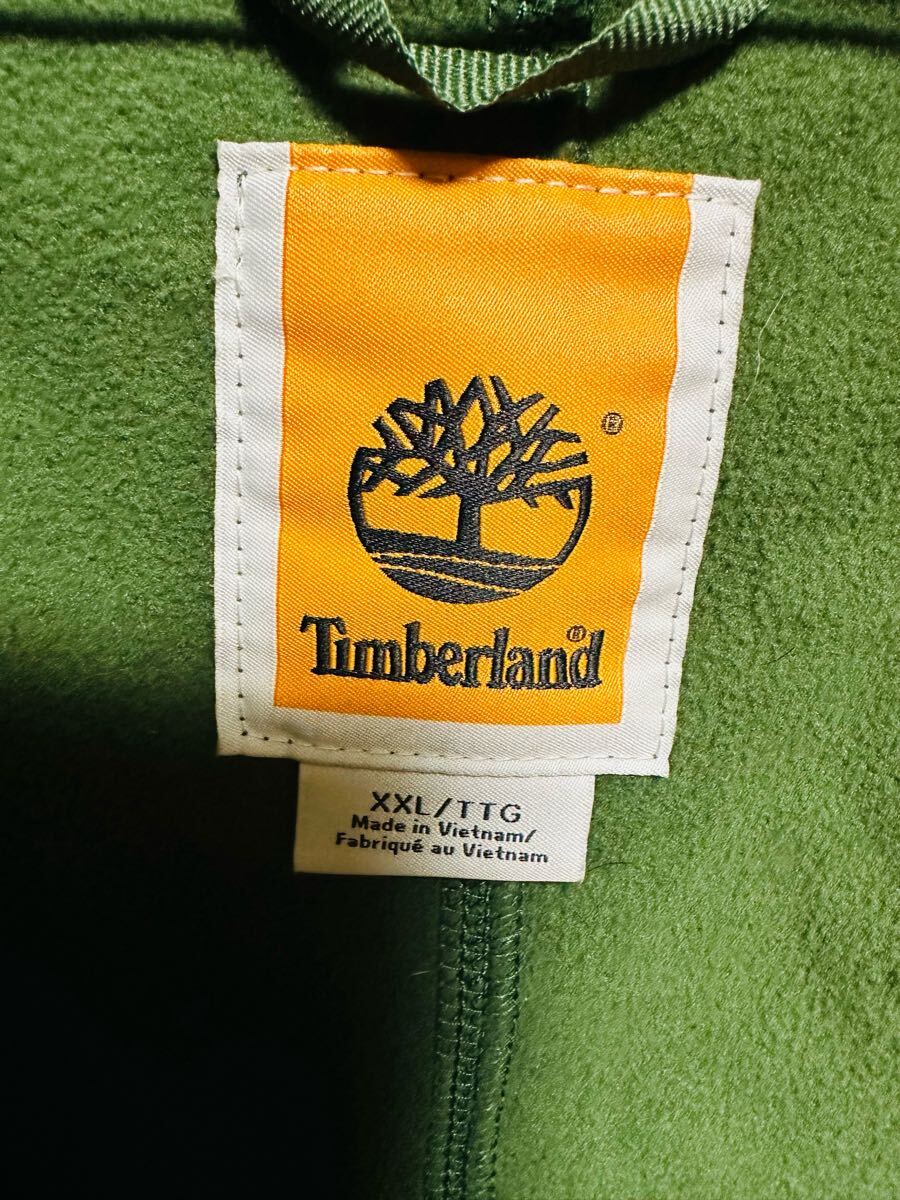 ®
Timberland®
XXL/TTG
Made in Vietnam/
Fabriqué au Vietnam